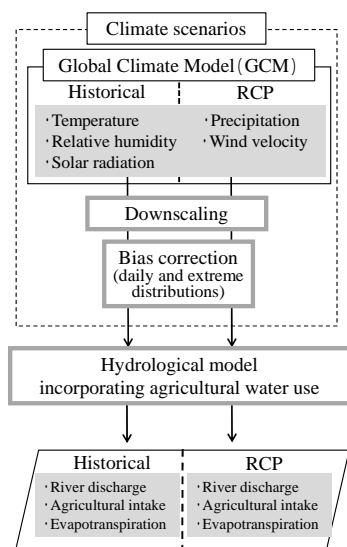 Climate scenarios
Global Climate Model(GCM)
Historical RCP
·Temperature ·Precipitation
·Relative humidity ·Wind velocity
·Solar radiation
Downscaling
Bias correction
(daily and extreme
distributions)
Hydrological model
incorporating agricultural water use
Historical RCP
·River discharge ·River discharge
·Agricultural intake ·Agricultural intake
·Evapotranspiration ·Evapotranspiration